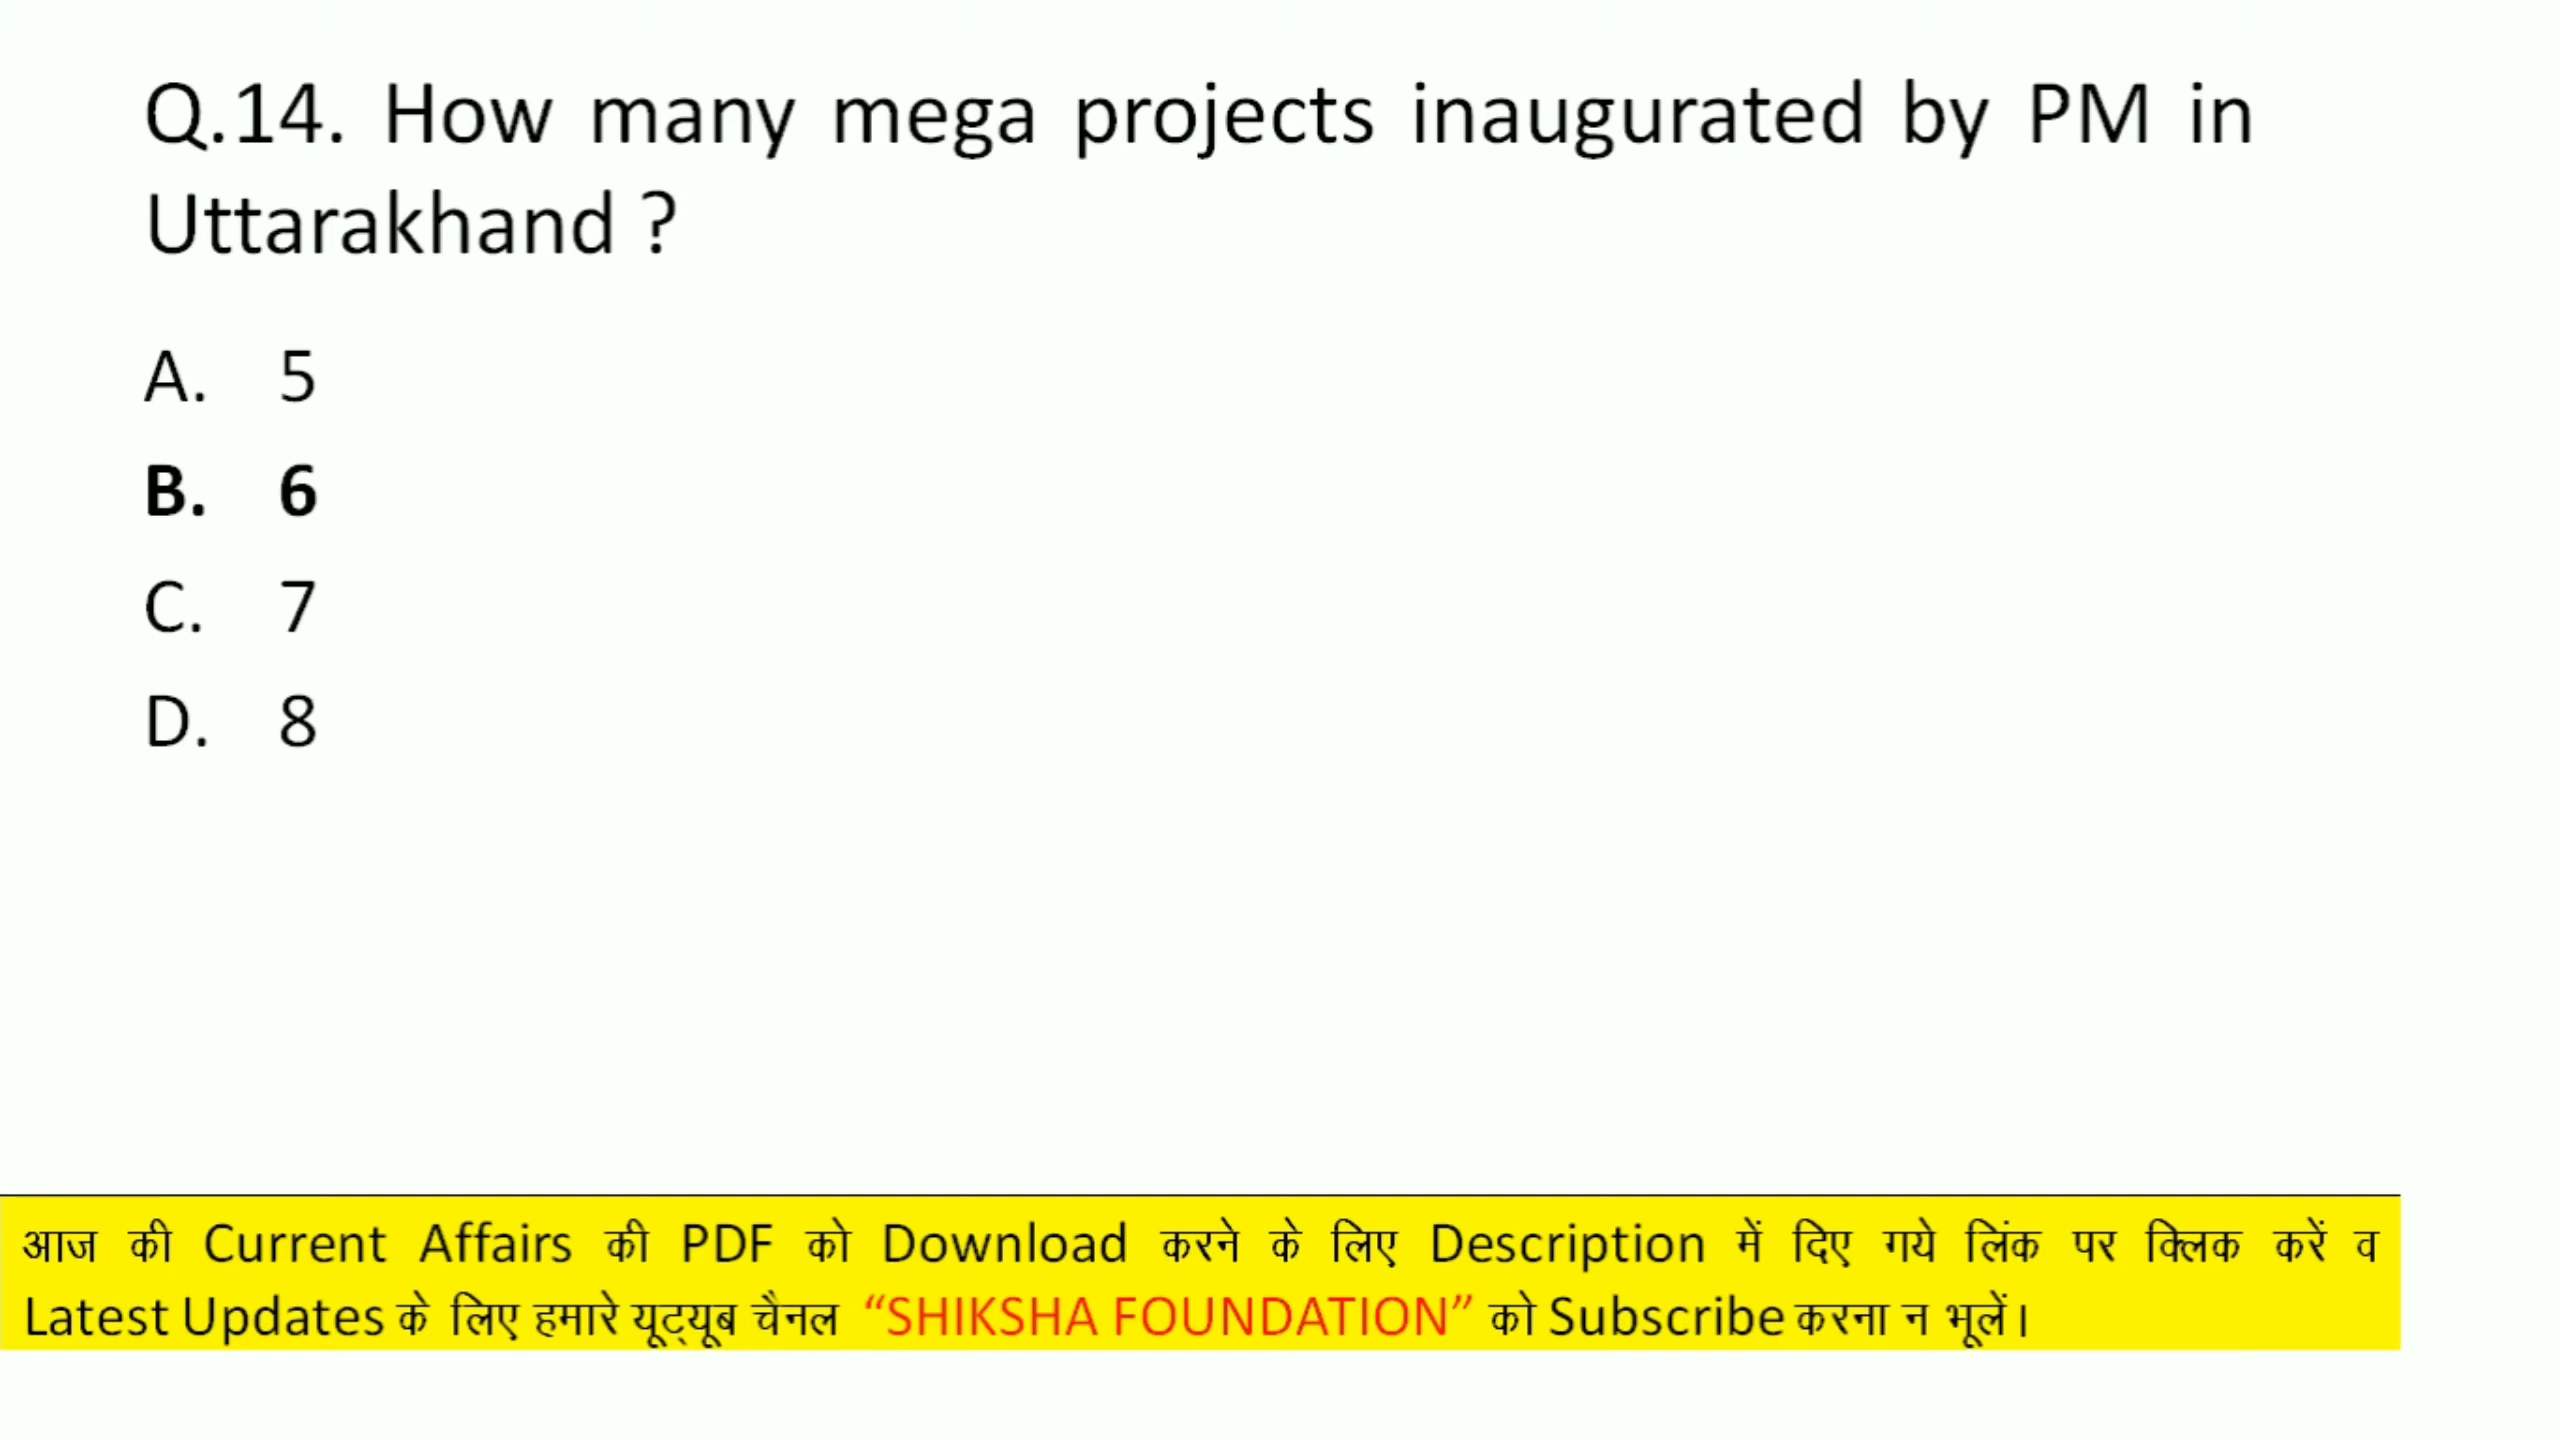 Q.14. How many mega projects inaugurated by PM in
Uttarakhand ?
A. 5
B. 6
C. 7
D. 8
आज की Current Affairs की PDF को Download करने के लिए Description में दिए गये लिंक पर क्लिक करें व
Latest Updates के लिए हमारे यूट्यूब चैनल “SHIKSHA FOUNDATION” को Subscribe करना न भूलें।